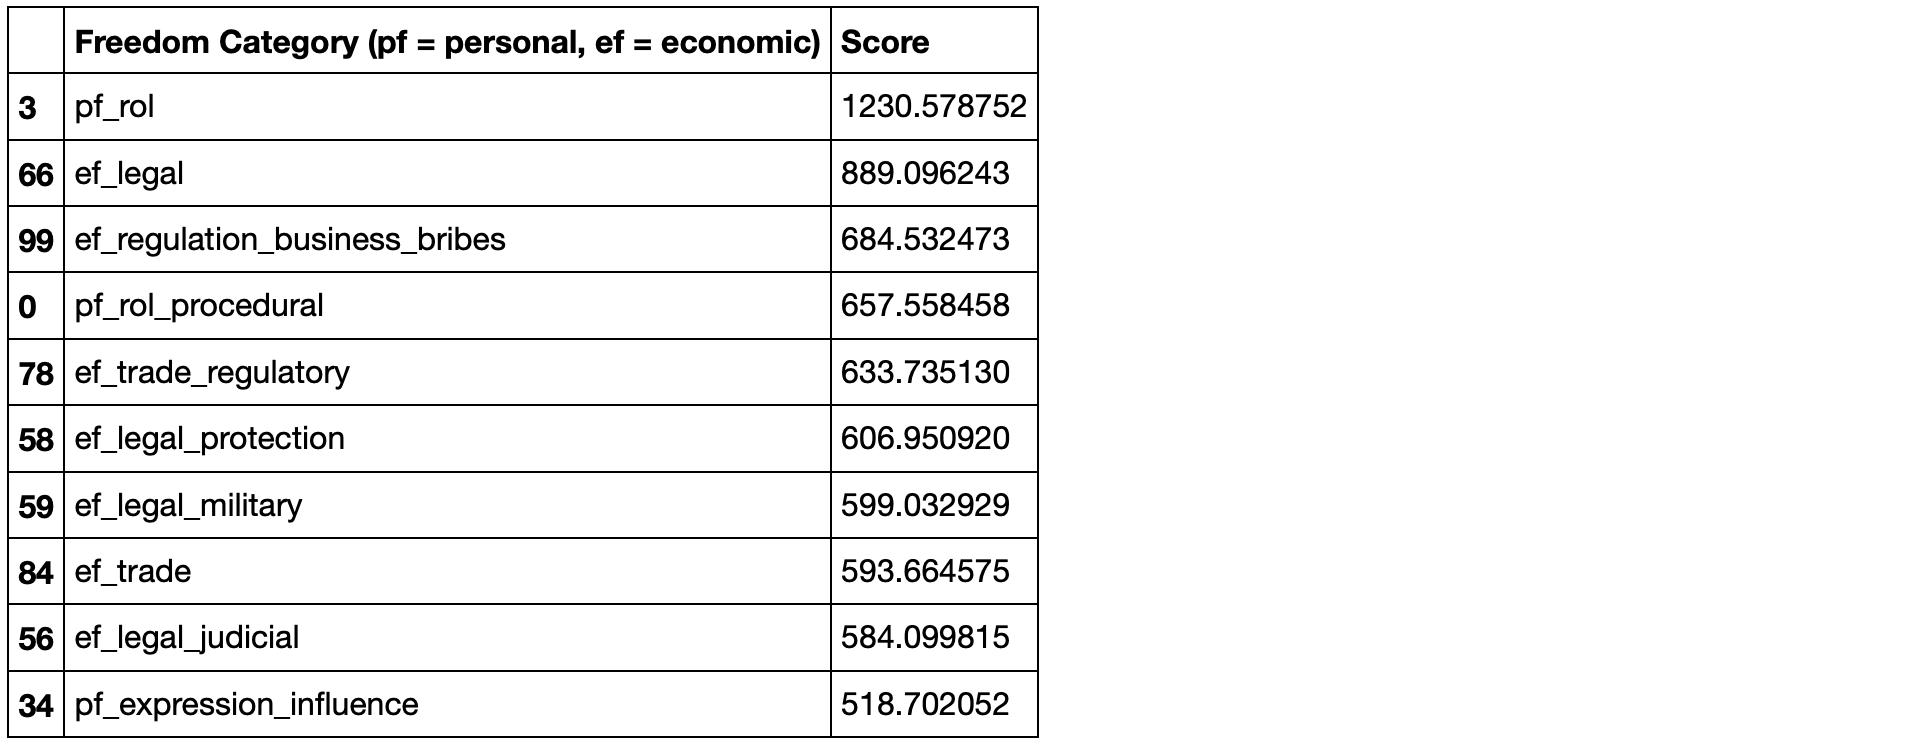 Freedom Category (pf = personal, ef = economic) Score
3 pf_rol 1230.578752
66 ef_legal 889.096243
99 ef_regulation_business_bribes 684.532473
0 pf_rol_procedural 657.558458
78 ef_trade_regulatory 633.735130
58 ef_legal_protection 606.950920
59 ef_legal_military 599.032929
84 ef_trade 593.664575
56 ef_legal_judicial 584.099815
34 pf_expression_influence 518.702052